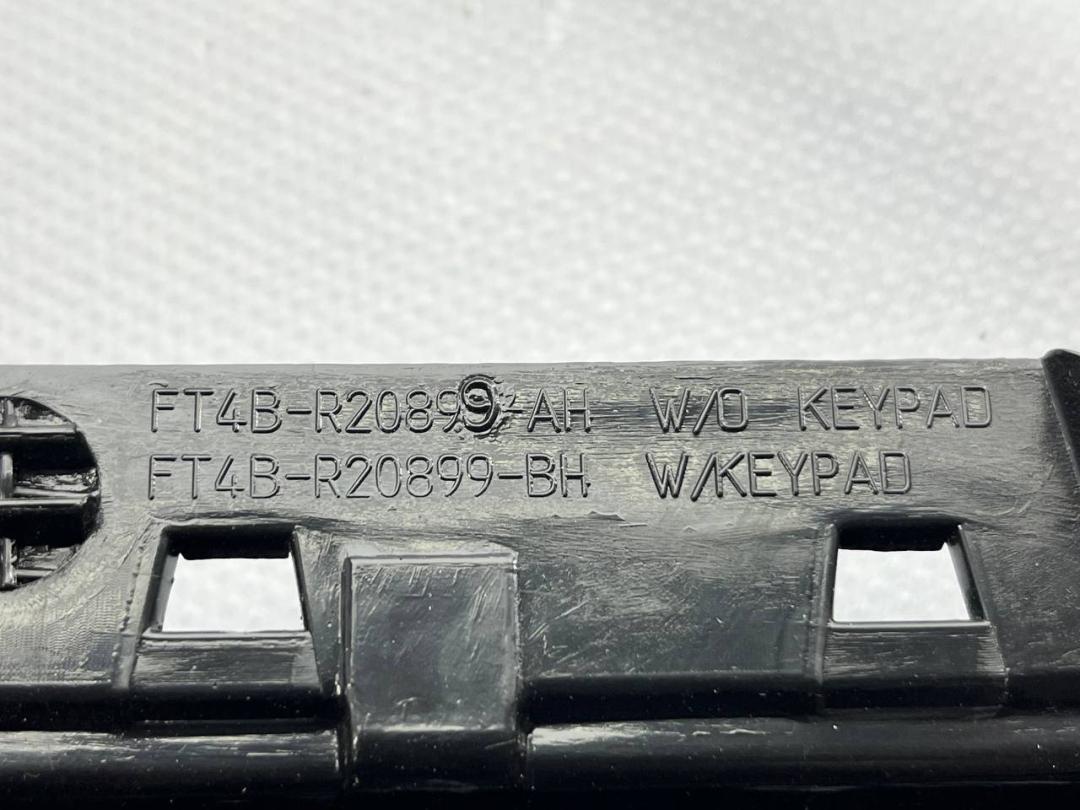 FT4B-R20899-AH W/O KEYPAD
FT4B-R20899-BH W/KEYPAD